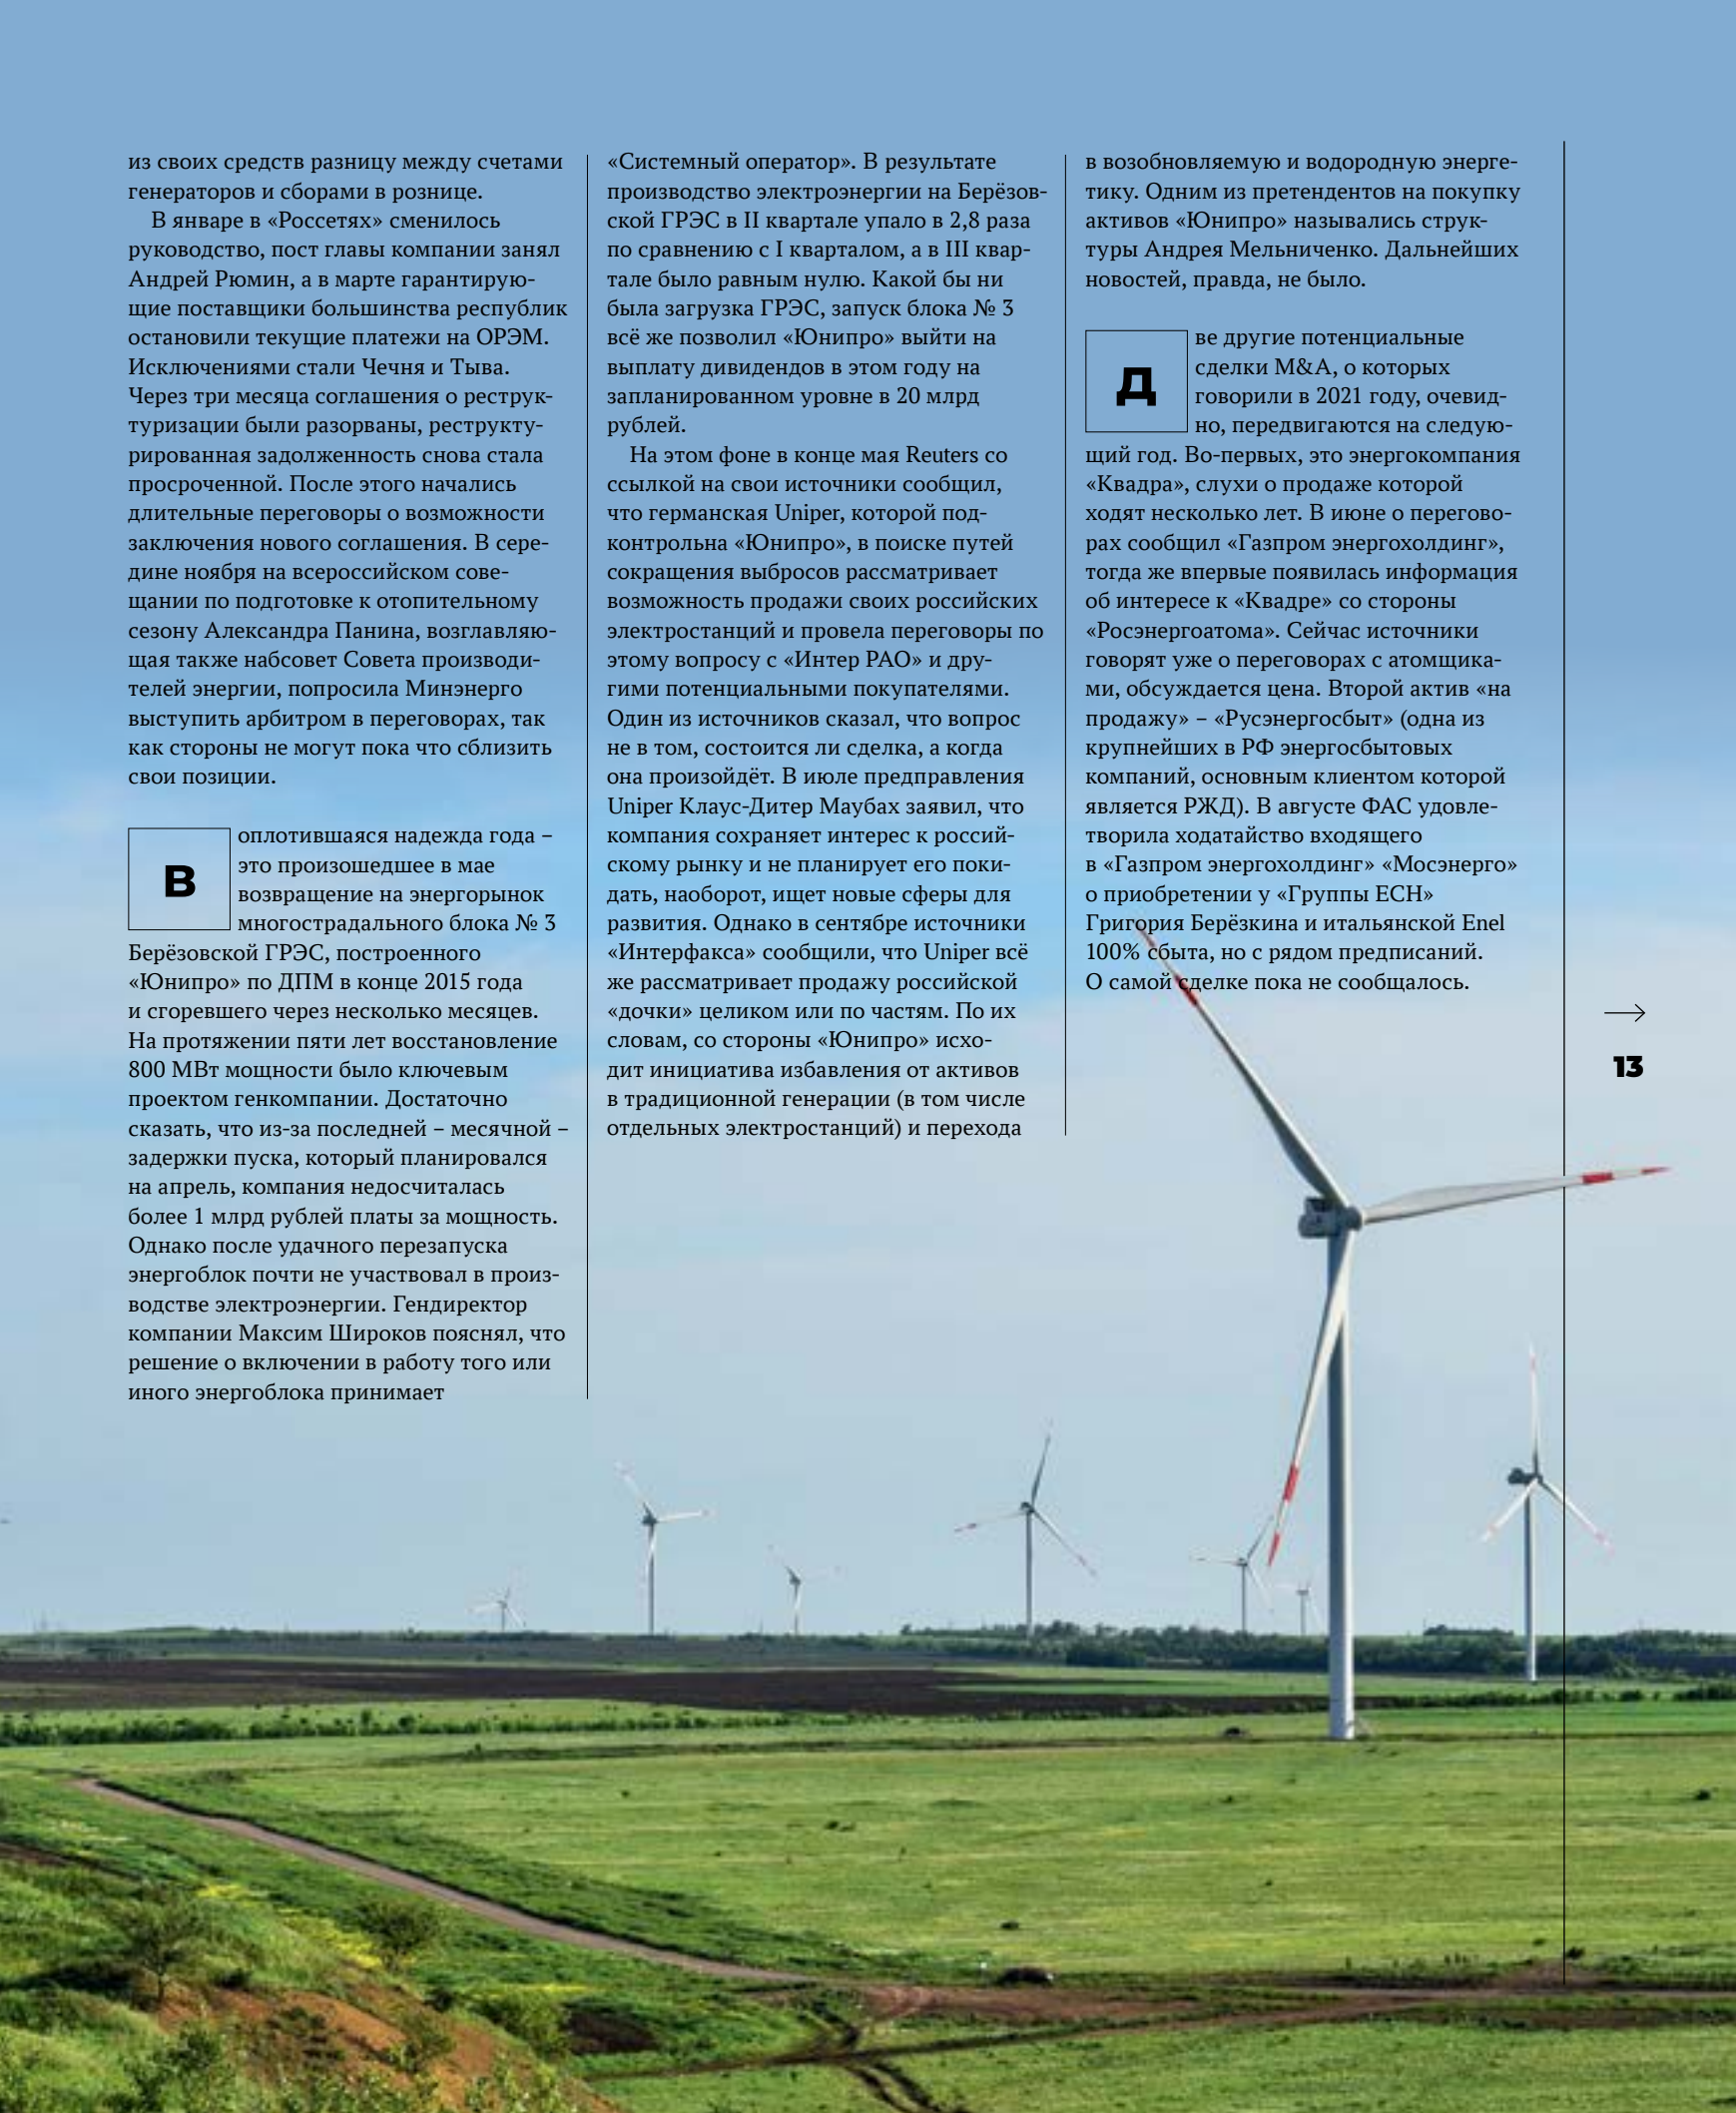 из своих средств разницу между счетами
генераторов и сборами в рознице.
В январе в «Россетях» сменилось
руководство, пост главы компании занял
Андрей Рюмин, а в марте гарантирую-
щие поставщики большинства республик
остановили текущие платежи на ОРЭМ.
Исключениями стали Чечня и Тыва.
Через три месяца соглашения о реструк-
туризации были разорваны, реструкту-
рированная задолженность снова стала
просроченной. После этого начались
длительные переговоры о возможности
заключения нового соглашения. В сере-
дине ноября на всероссийском сове-
щании по подготовке к отопительному
сезону Александра Панина, возглавляю-
щая также набсовет Совета производи-
телей энергии, попросила Минэнерго
выступить арбитром в переговорах, так
как стороны не могут пока что сблизить
свои позиции.
В
оплотившаяся надежда года –
это произошедшее в мае
возвращение на энергорынок
многострадального блока № 3
Берёзовской ГРЭС, построенного
«Юнипро» по ДПМ в конце 2015 года
и сгоревшего через несколько месяцев.
На протяжении пяти лет восстановление
800 МВт мощности было ключевым
проектом генкомпании. Достаточно
сказать, что из-за последней – месячной –
задержки пуска, который планировался
на апрель, компания недосчиталась
более 1 млрд рублей платы за мощность.
Однако после удачного перезапуска
энергоблок почти не участвовал в произ-
водстве электроэнергии. Гендиректор
компании Максим Широков пояснял, что
решение о включении в работу того или
иного энергоблока принимает
«Системный оператор». В результате
производство электроэнергии на Берёзов-
ской ГРЭС в II квартале упало в 2,8 раза
по сравнению с I кварталом, а в III квар-
тале было равным нулю. Какой бы ни
была загрузка ГРЭС, запуск блока № 3
всё же позволил «Юнипро» выйти на
выплату дивидендов в этом году на
запланированном уровне в 20 млрд
рублей.
На этом фоне в конце мая Reuters со
ссылкой на свои источники сообщил,
что германская Uniper, которой под-
контрольна «Юнипро», в поиске путей
сокращения выбросов рассматривает
возможность продажи своих российских
электростанций и провела переговоры по
этому вопросу с «Интер РАО» и дру-
гими потенциальными покупателями.
Один из источников сказал, что вопрос
не в том, состоится ли сделка, а когда
она произойдёт. В июле предправления
Uniper Клаус-Дитер Маубах заявил, что
компания сохраняет интерес к россий-
скому рынку и не планирует его поки-
дать, наоборот, ищет новые сферы для
развития. Однако в сентябре источники
«Интерфакса» сообщили, что Uniper всё
же рассматривает продажу российской
«дочки» целиком или по частям. По их
словам, со стороны «Юнипро» исхо-
дит инициатива избавления от активов
в традиционной генерации (в том числе
отдельных электростанций) и перехода
в возобновляемую и водородную энерге-
тику. Одним из претендентов на покупку
активов «Юнипро» назывались струк-
туры Андрея Мельниченко. Дальнейших
новостей, правда, не было.
Д
ве другие потенциальные
сделки M&A, о которых
говорили в 2021 году, очевид-
но, передвигаются на следую-
щий год. Во-первых, это энергокомпания
«Квадра», слухи о продаже которой
ходят несколько лет. В июне о перегово-
рах сообщил «Газпром энергохолдинг»,
тогда же впервые появилась информация
об интересе к «Квадре» со стороны
«Росэнергоатома». Сейчас источники
говорят уже о переговорах с атомщика-
ми, обсуждается цена. Второй актив «на
продажу» – «Русэнергосбыт» (одна из
крупнейших в РФ энергосбытовых
компаний, основным клиентом которой
является РЖД). В августе ФАС удовле-
творила ходатайство входящего
в «Газпром энергохолдинг» «Мосэнерго»
о приобретении у «Группы ЕСН»
Григория Берёзкина и итальянской Enel
100% сбыта, но с рядом предписаний.
О самой сделке пока не сообщалось.
13